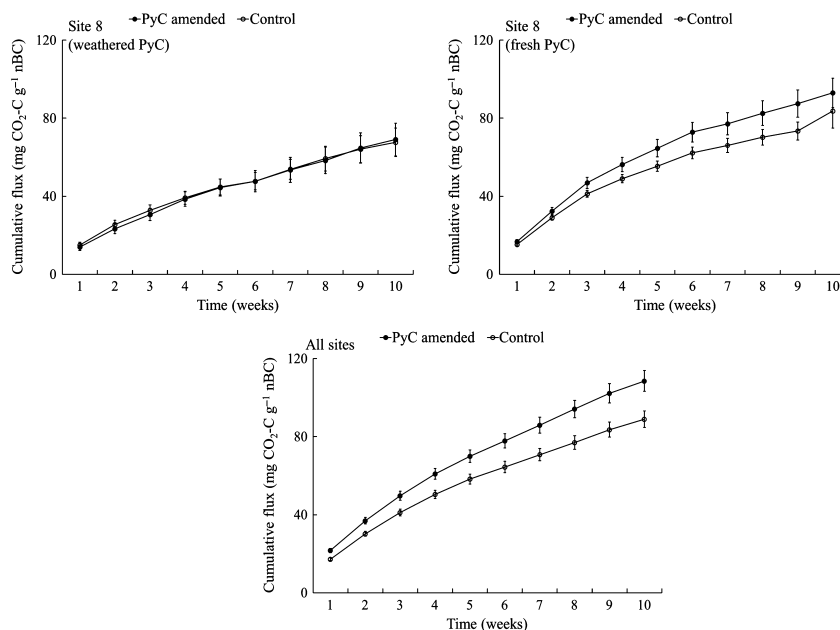 PyC amended Control
Site 8
(weathered PyC)
Cumulative flux (mg CO₂-C g⁻¹ nBC)
120
80
40
0
1 2 3 4 5 6 7 8 9 10
Time (weeks)
PyC amended Control
Site 8
(fresh PyC)
Cumulative flux (mg CO₂-C g⁻¹ nBC)
120
80
40
0
1 2 3 4 5 6 7 8 9 10
Time (weeks)
PyC amended Control
All sites
Cumulative flux (mg CO₂-C g⁻¹ nBC)
120
80
40
0
1 2 3 4 5 6 7 8 9 10
Time (weeks)